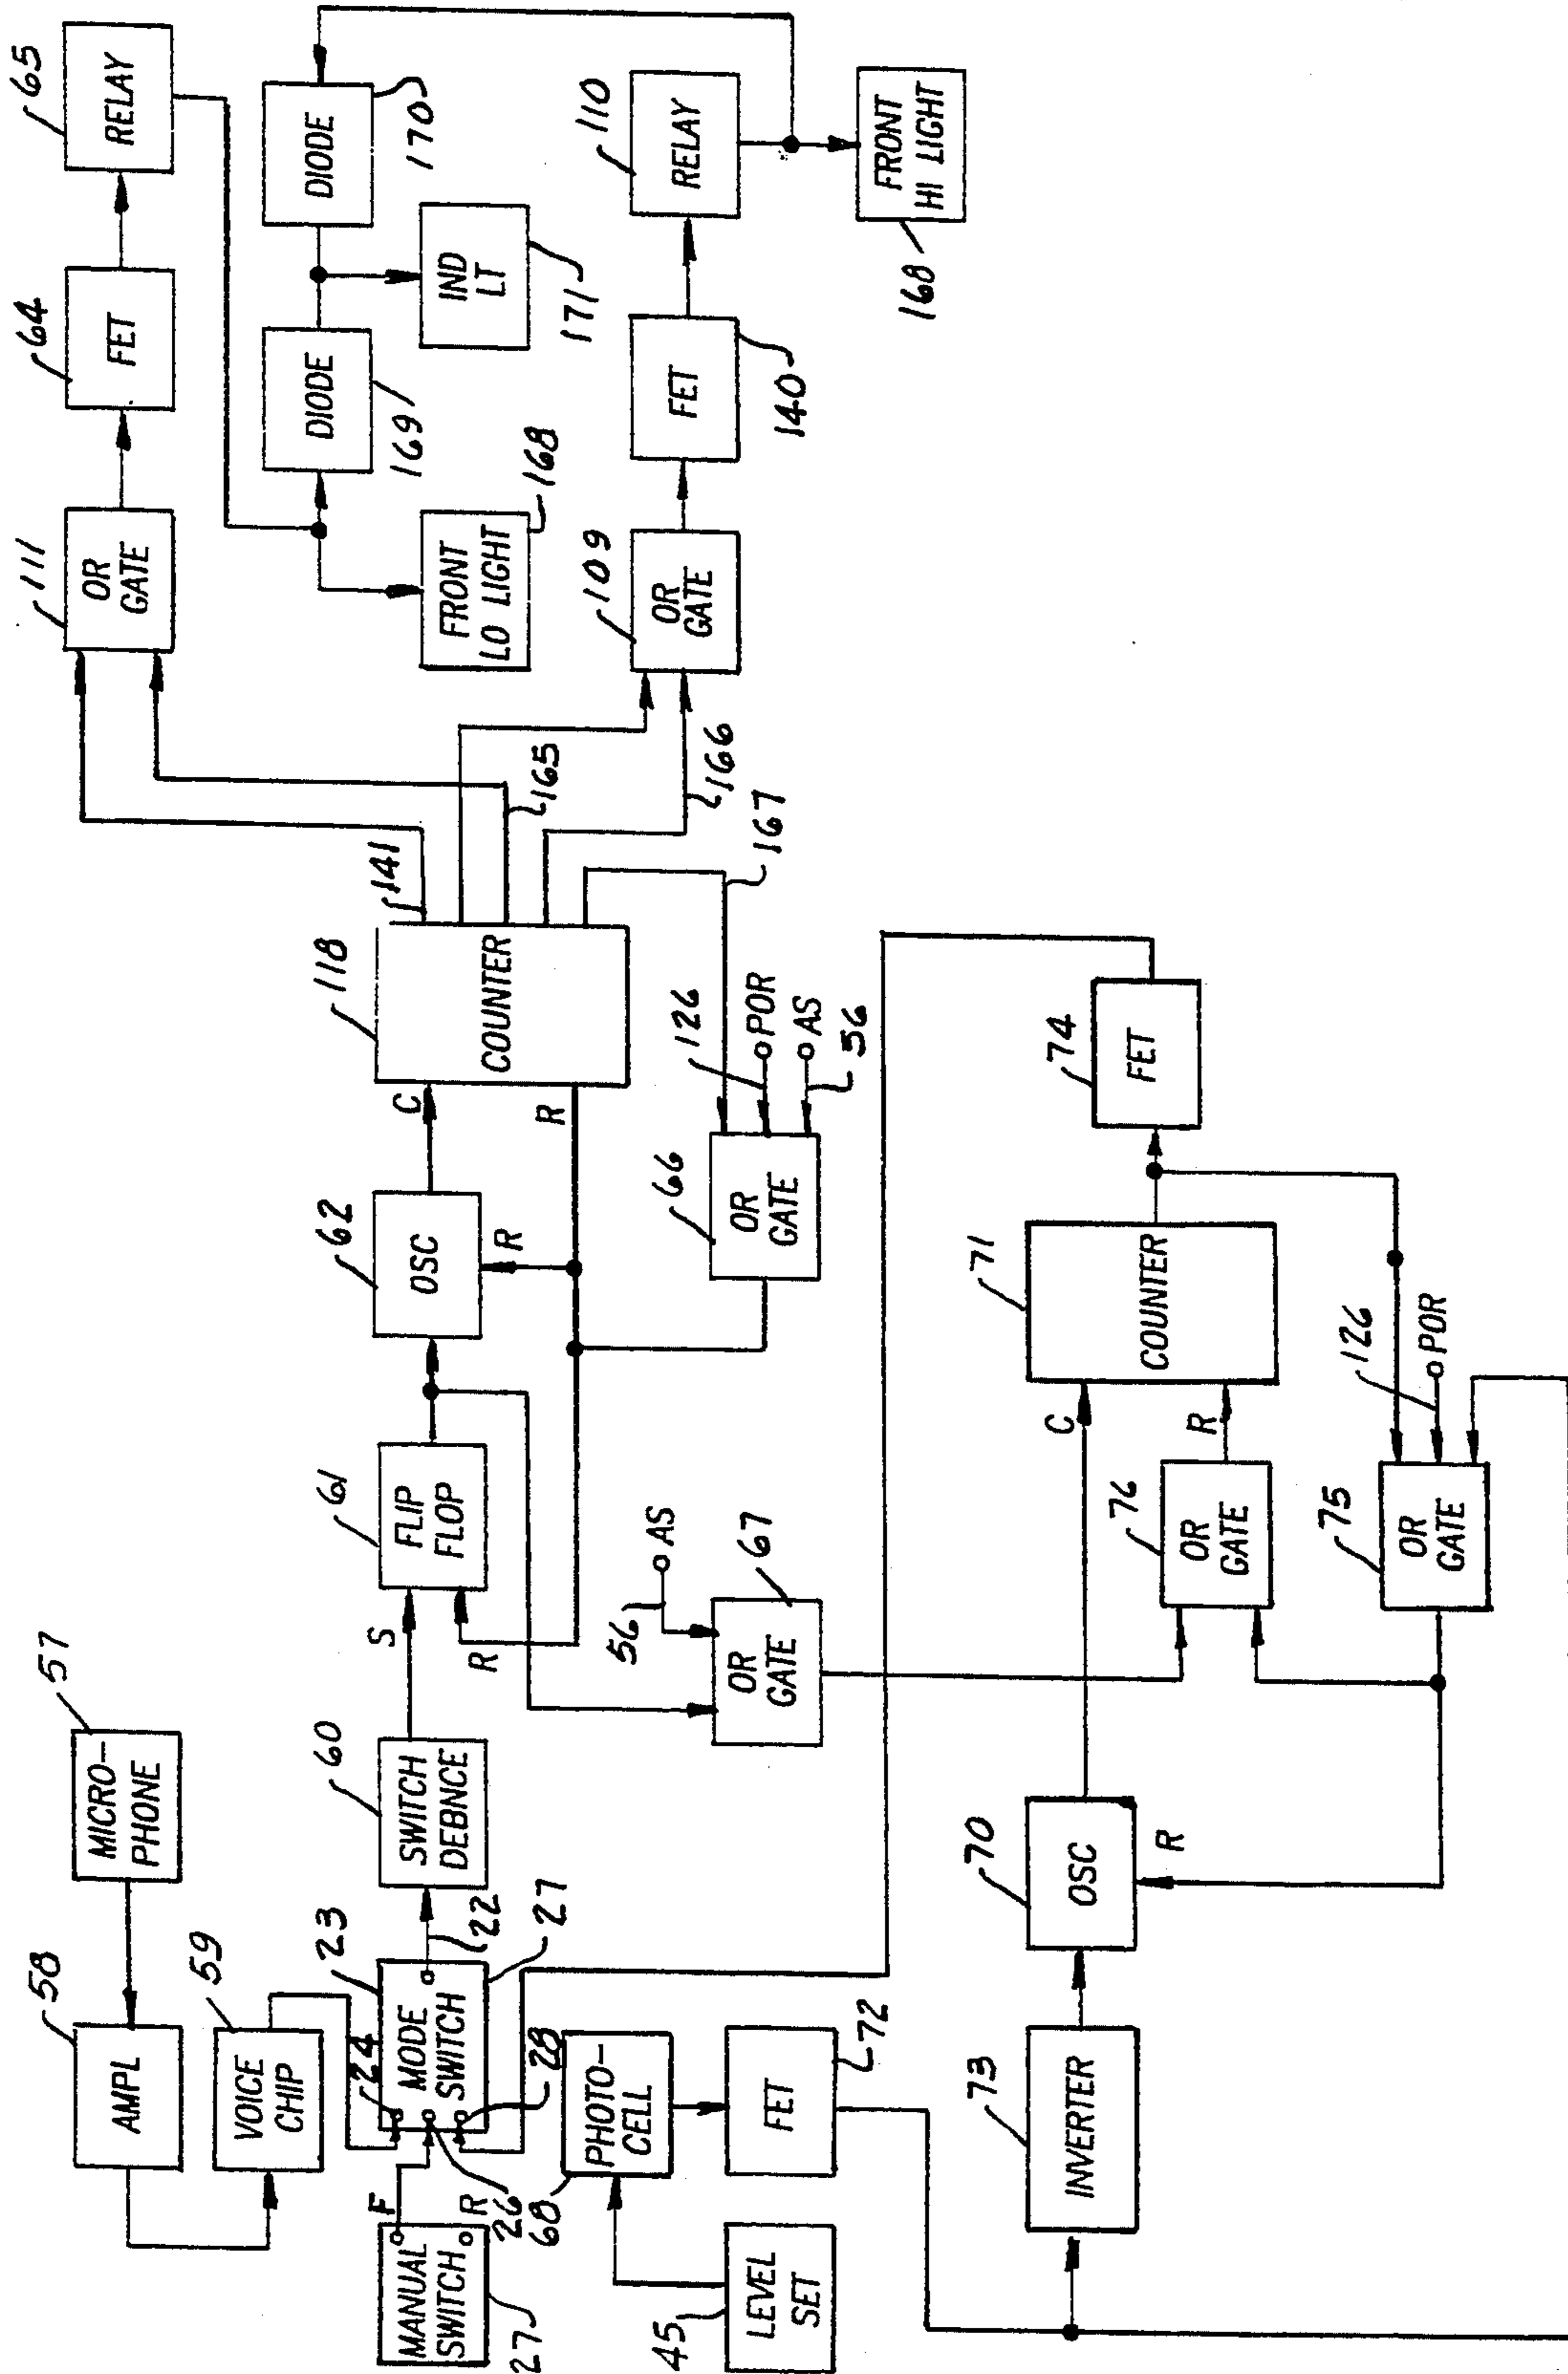 57
MICRO-
PHONE
58
AMPL
59
VOICE
CHIP
MANUAL
SWITCH
27
F
R
24
26
28
23
MODE
SWITCH
27
22
60
SWITCH
DEBNCE
S
R
61
FLIP
FLOP
62
OSC
R
C
R
118
COUNTER
141
165
166
167
111
OR
GATE
64
FET
65
RELAY
FRONT
LO LIGHT
168
DIODE
169
DIODE
170
IND
LT
171
109
OR
GATE
FET
140
110
RELAY
FRONT
HI LIGHT
168
66
OR
GATE
126
POR
AS
56
56
AS
OR
GATE
67
45
LEVEL
SET
68
PHOTO-
CELL
FET
72
73
INVERTER
70
OSC
R
C
76
OR
GATE
R
71
COUNTER
74
FET
75
OR
GATE
126
POR